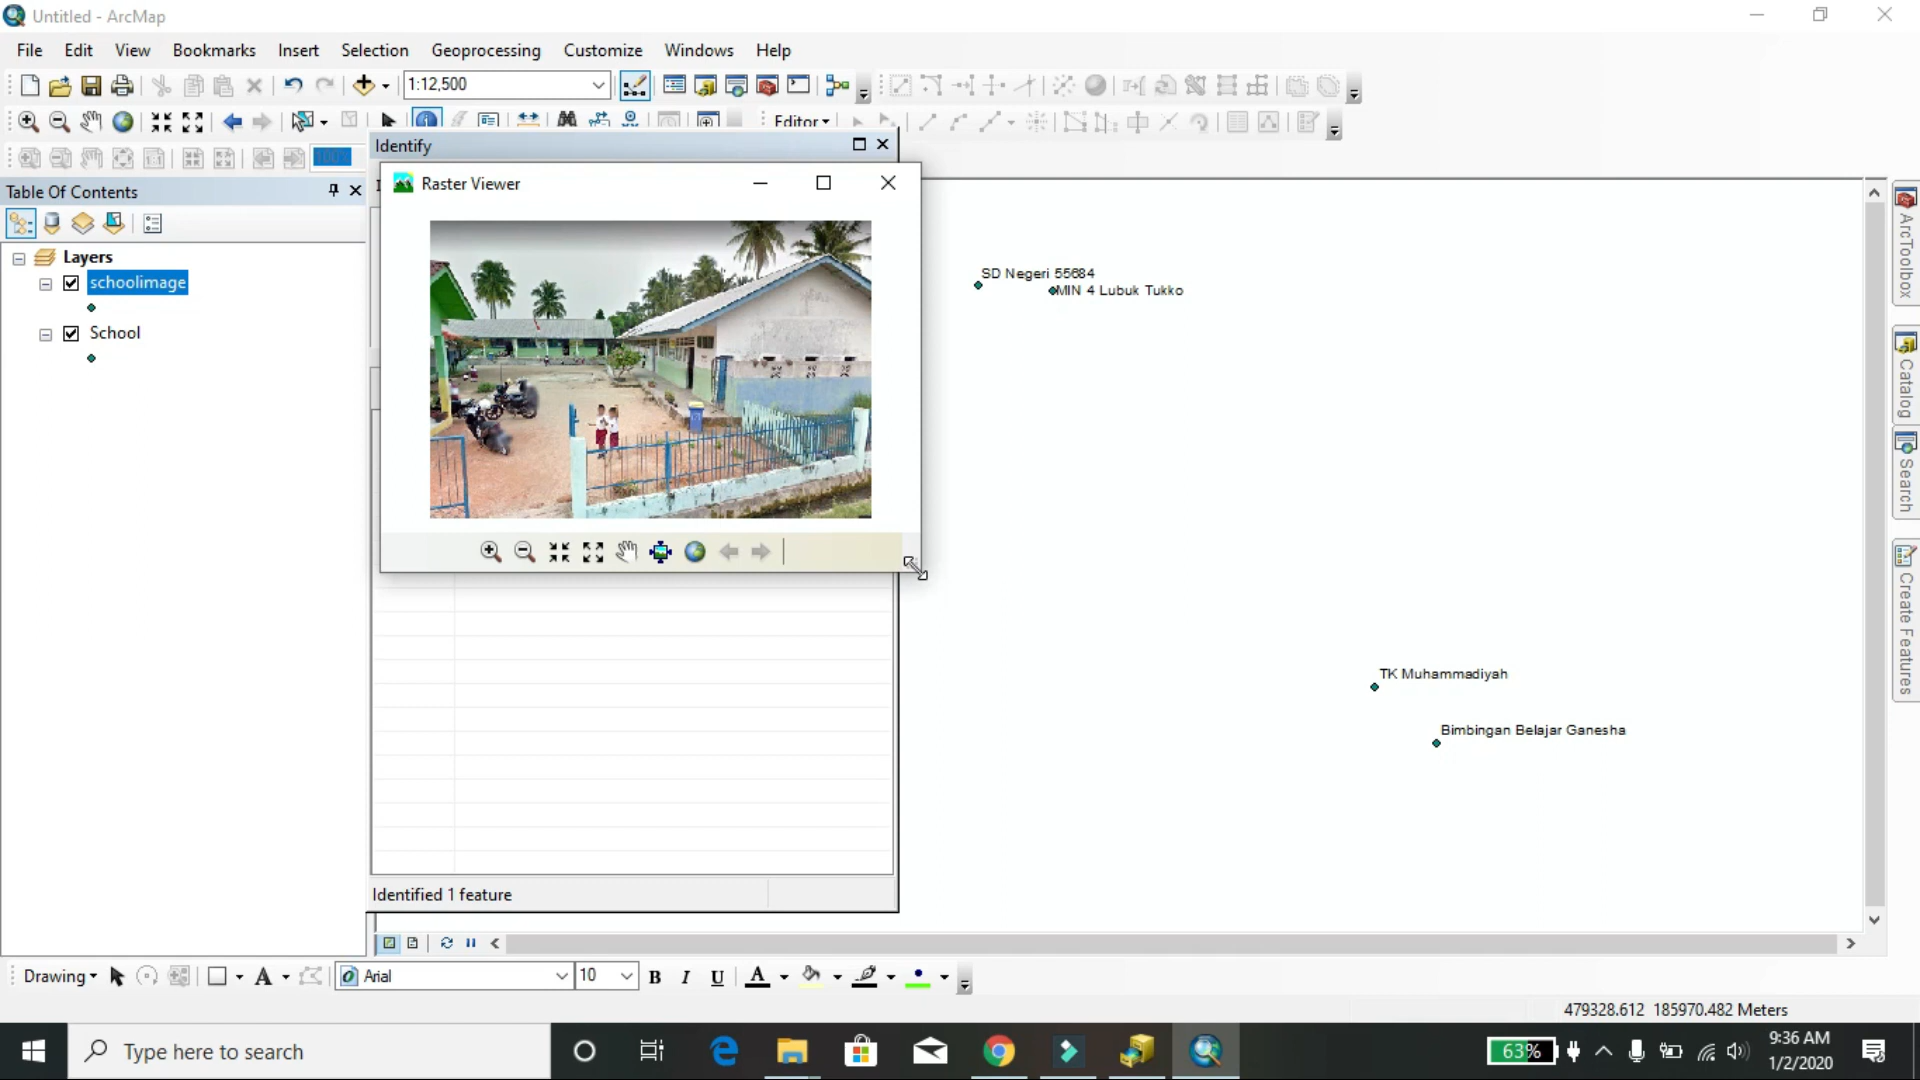 Untitled - ArcMap
File Edit View Bookmarks Insert Selection Geoprocessing Customize Windows Help
1:12,500
Editor
100%
Identify
Table Of Contents
Raster Viewer
Layers
schoolimage
School
SD Negeri 55684
MIN 4 Lubuk Tukko
TK Muhammadiyah
Bimbingan Belajar Ganesha
ArcToolbox
Catalog
Search
Create Features
Identified 1 feature
Drawing Arial 10 B I U A
479328.612 185970.482 Meters
Type here to search
63%
9:36 AM
1/2/2020